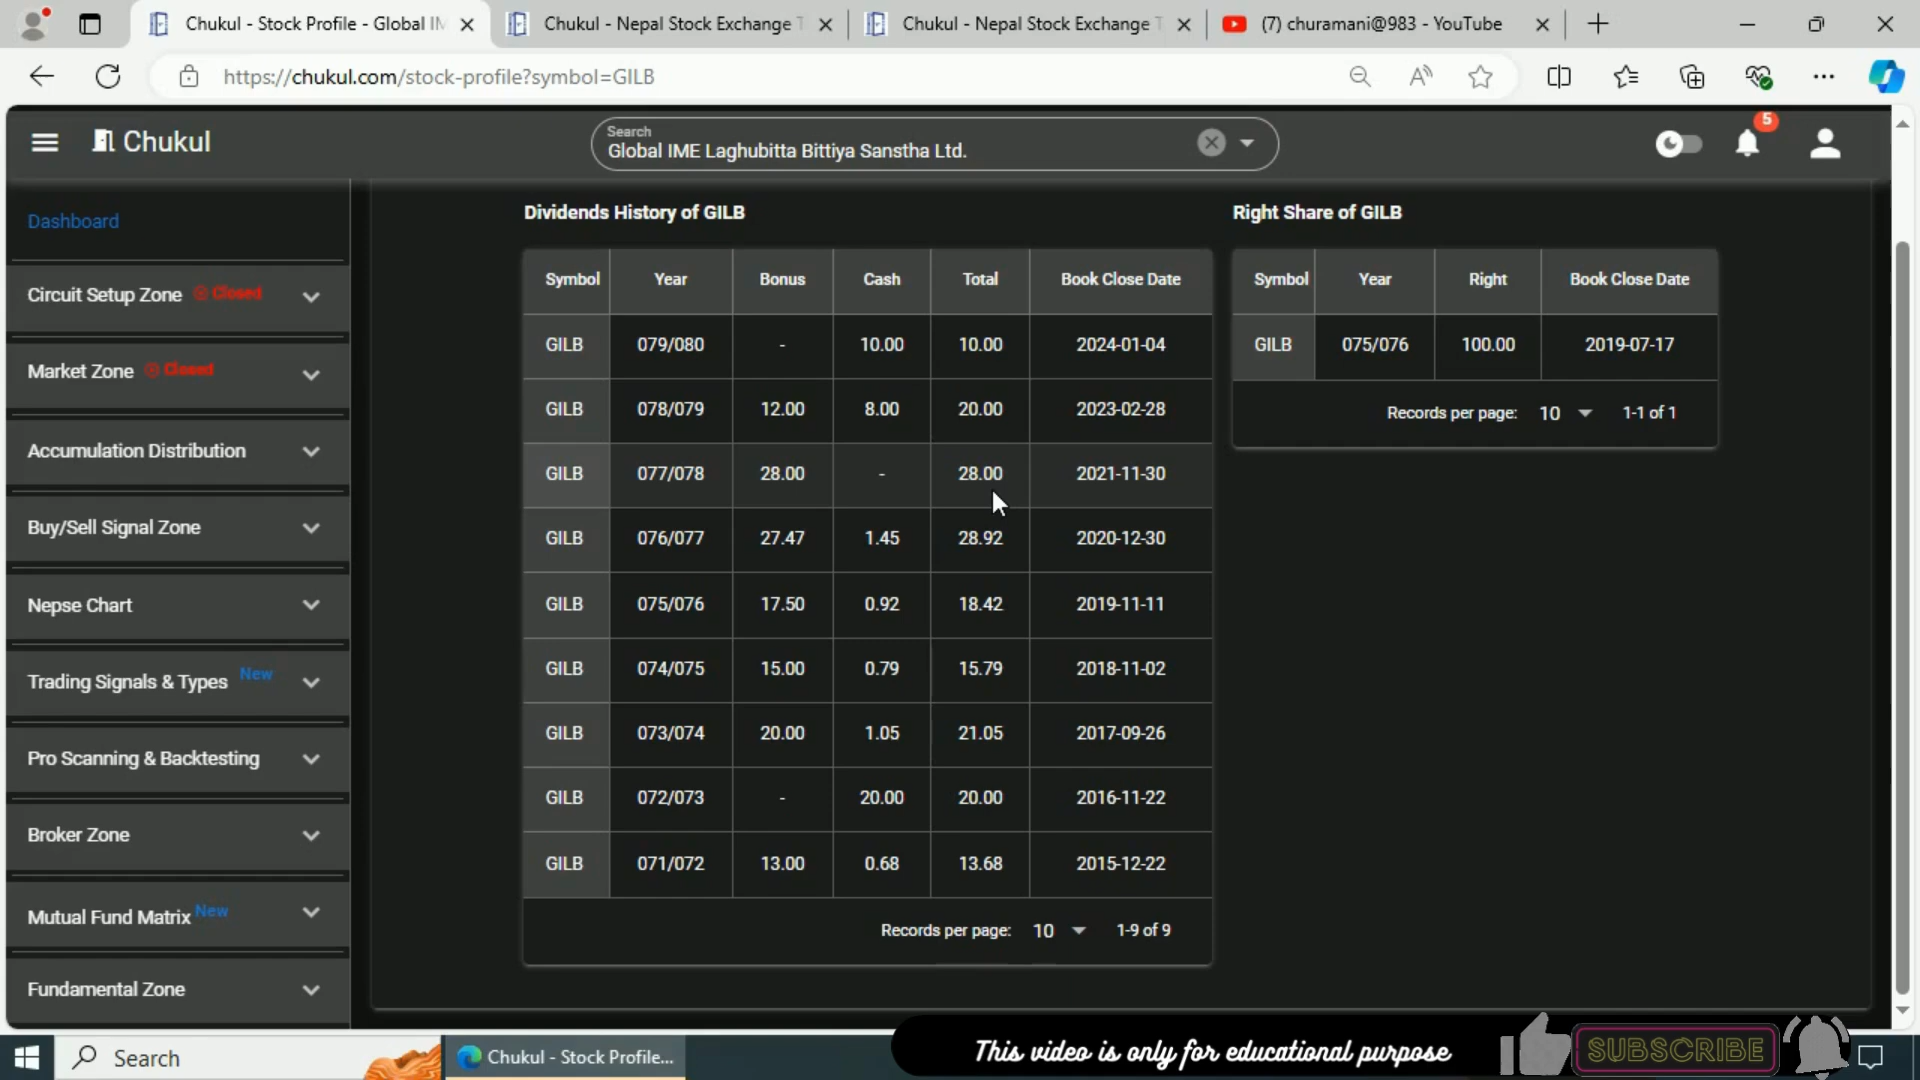 Chukul - Stock Profile - Global IM
Chukul - Nepal Stock Exchange T
Chukul - Nepal Stock Exchange T
(7) churamani@983 - YouTube
https://chukul.com/stock-profile?symbol=GILB
Chukul
Search
Global IME Laghubitta Bittiya Sanstha Ltd.
5
Dashboard
Circuit Setup Zone Closed
Market Zone Closed
Accumulation Distribution
Buy/Sell Signal Zone
Nepse Chart
Trading Signals & Types New
Pro Scanning & Backtesting
Broker Zone
Mutual Fund Matrix New
Fundamental Zone
Dividends History of GILB
Symbol Year Bonus Cash Total Book Close Date
GILB 079/080 - 10.00 10.00 2024-01-04
GILB 078/079 12.00 8.00 20.00 2023-02-28
GILB 077/078 28.00 - 28.00 2021-11-30
GILB 076/077 27.47 1.45 28.92 2020-12-30
GILB 075/076 17.50 0.92 18.42 2019-11-11
GILB 074/075 15.00 0.79 15.79 2018-11-02
GILB 073/074 20.00 1.05 21.05 2017-09-26
GILB 072/073 - 20.00 20.00 2016-11-22
GILB 071/072 13.00 0.68 13.68 2015-12-22
Records per page: 10 1-9 of 9
Right Share of GILB
Symbol Year Right Book Close Date
GILB 075/076 100.00 2019-07-17
Records per page: 10 1-1 of 1
Search
Chukul - Stock Profile...
This video is only for educational purpose
SUBSCRIBE